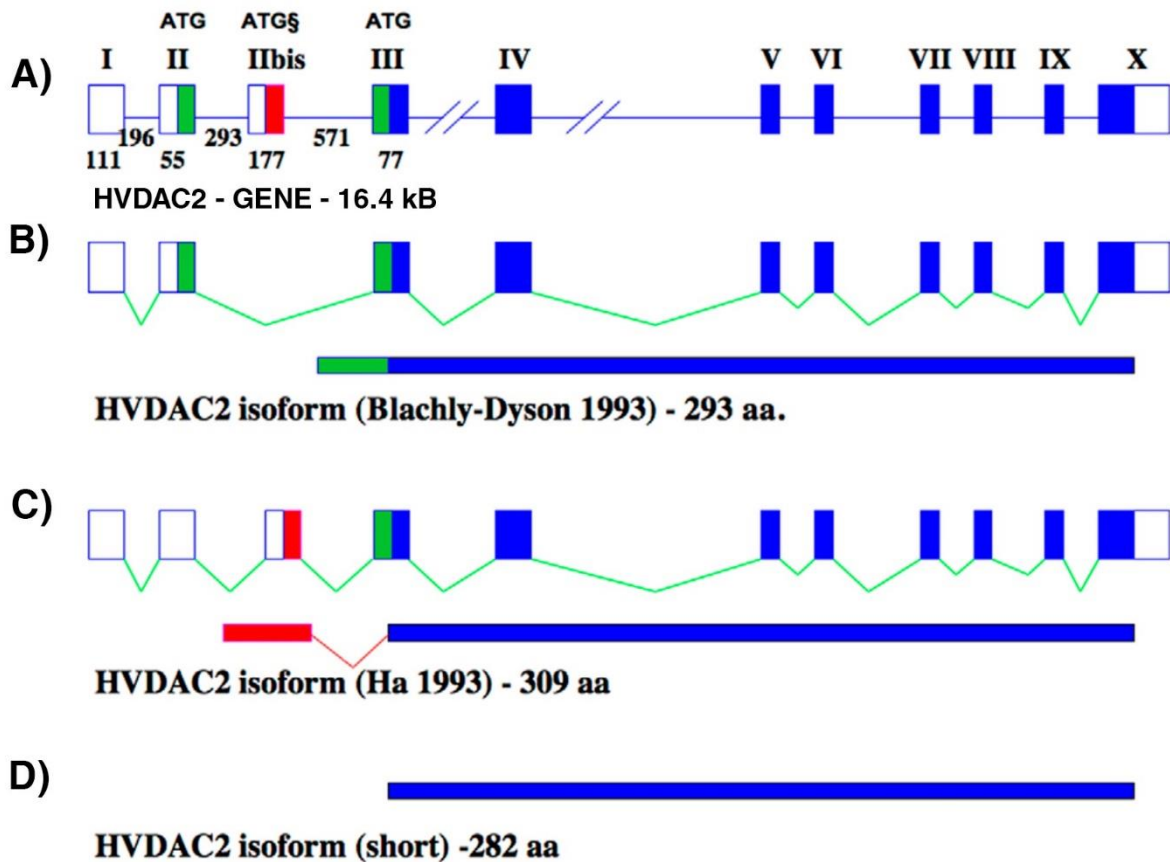 ATG ATG§ ATG
I II IIbis III IV V VI VII VIII IX X
A)
196 293 571
111 55 177 77
HVDAC2 - GENE - 16.4 kB
B)
HVDAC2 isoform (Blachly-Dyson 1993) - 293 aa.
C)
HVDAC2 isoform (Ha 1993) - 309 aa
D)
HVDAC2 isoform (short) -282 aa